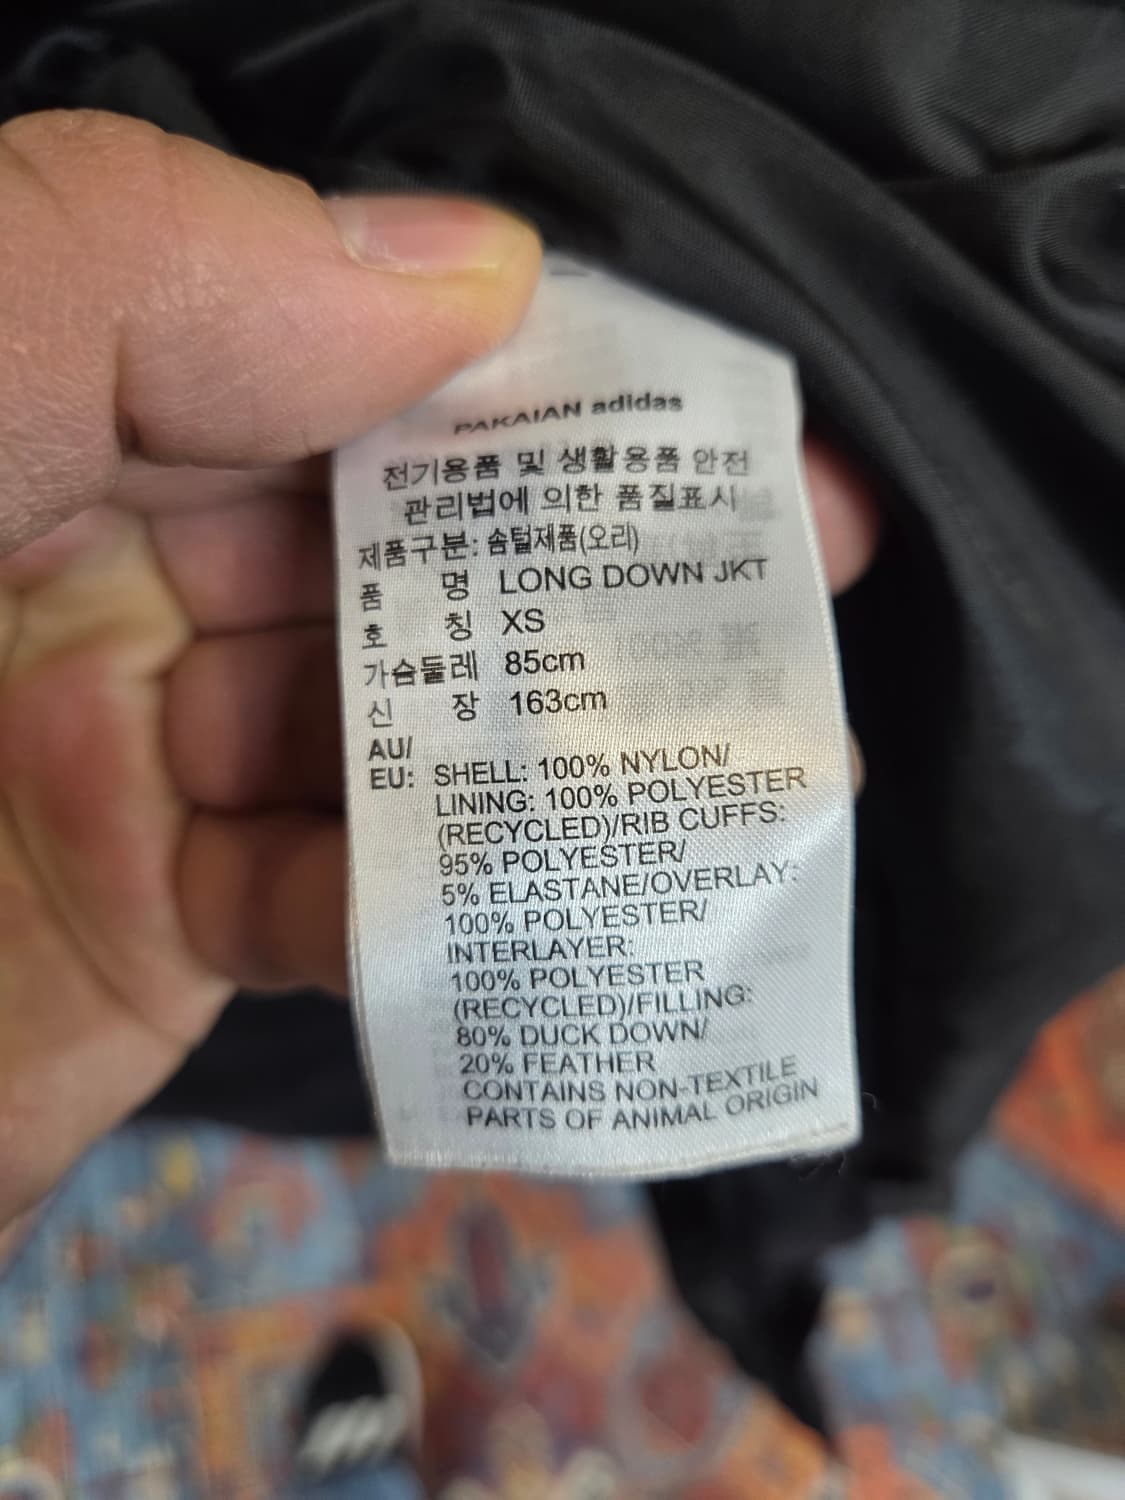 PAKAIAN adidas
전기용품 및 생활용품 안전
관리법에 의한 품질표시
제품구분: 솜털제품(오리)
품 명 LONG DOWN JKT
호 칭 XS
가슴둘레 85cm
신 장 163cm
AU/
EU: SHELL: 100% NYLON/
LINING: 100% POLYESTER
(RECYCLED)/RIB CUFFS:
95% POLYESTER/
5% ELASTANE/OVERLAY:
100% POLYESTER/
INTERLAYER:
100% POLYESTER
(RECYCLED)/FILLING:
80% DUCK DOWN/
20% FEATHER
CONTAINS NON-TEXTILE
PARTS OF ANIMAL ORIGIN